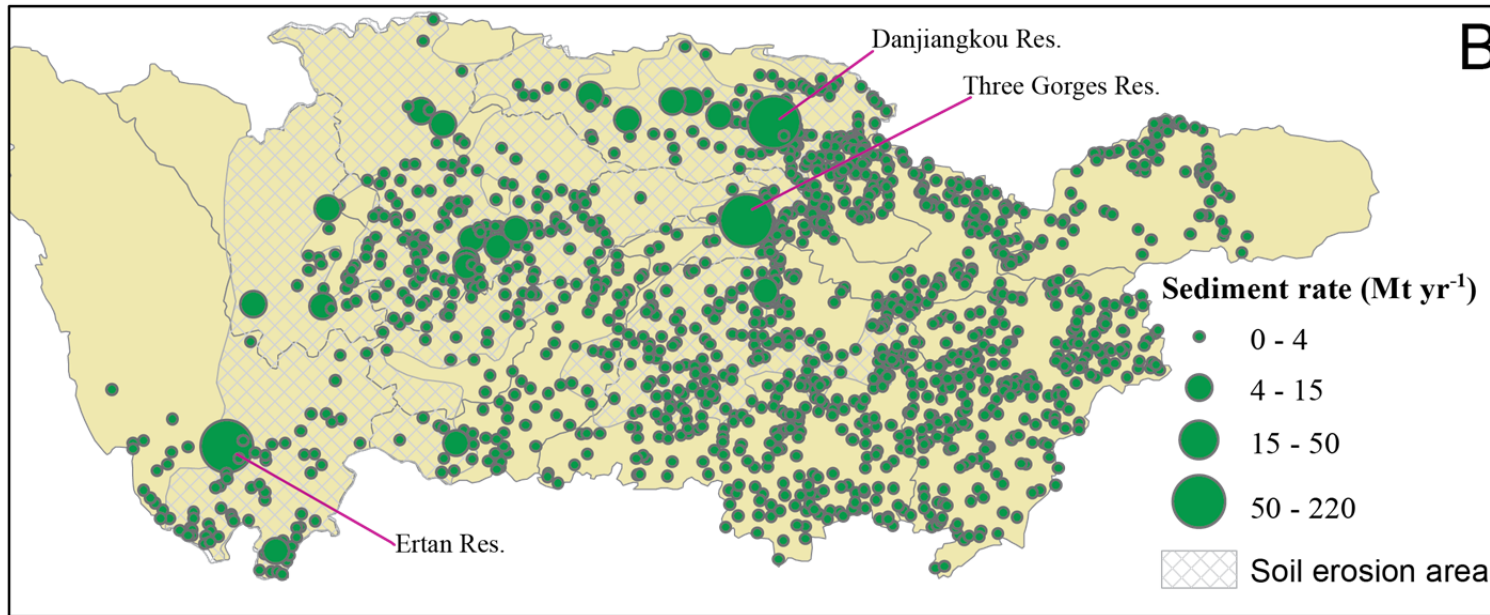 B
Danjiangkou Res.
Three Gorges Res.
Ertan Res.
Sediment rate (Mt yr⁻¹)
0 - 4
4 - 15
15 - 50
50 - 220
Soil erosion area